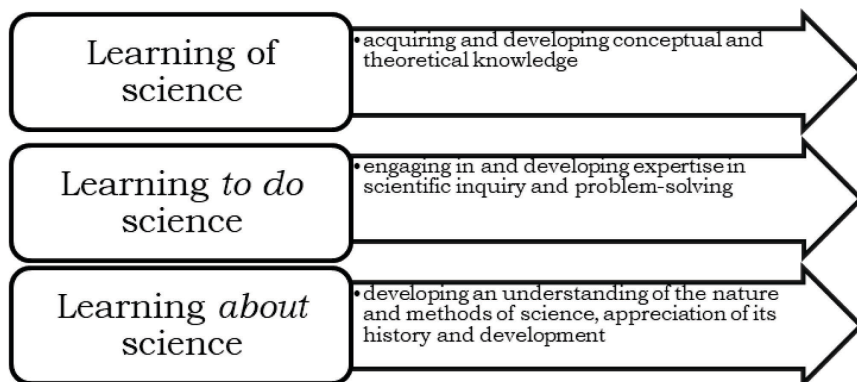 Learning of
science
•acquiring and developing conceptual and
theoretical knowledge
Learning to do
science
•engaging in and developing expertise in
scientific inquiry and problem-solving
Learning about
science
•developing an understanding of the nature
and methods of science, appreciation of its
history and development